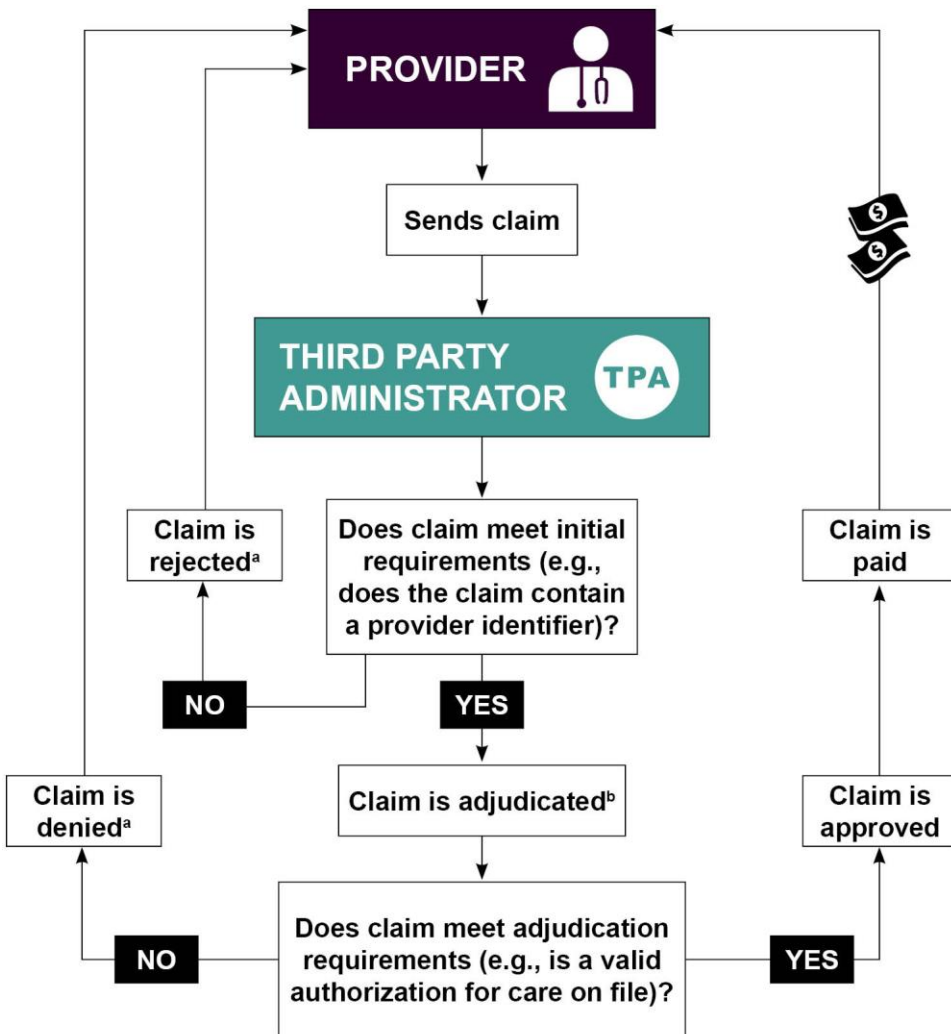 PROVIDER
Sends claim
THIRD PARTY
ADMINISTRATOR
TPA
Claim is
rejectedᵃ
Does claim meet initial
requirements (e.g.,
does the claim contain
a provider identifier)?
Claim is
paid
$
$
NO
YES
Claim is
deniedᵃ
Claim is adjudicatedᵇ
Claim is
approved
NO
Does claim meet adjudication
requirements (e.g., is a valid
authorization for care on file)?
YES